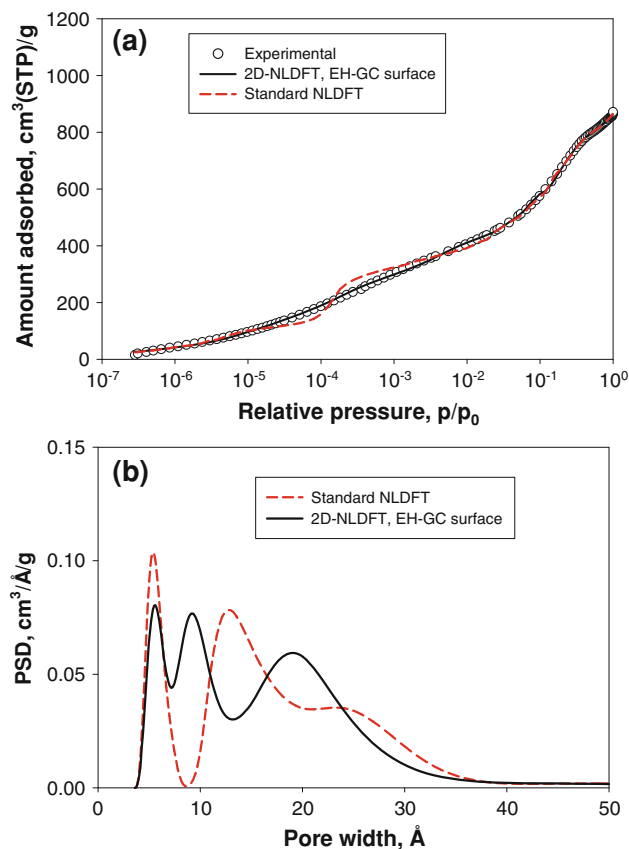 (a)
Experimental
2D-NLDFT, EH-GC surface
Standard NLDFT
Amount adsorbed, cm³(STP)/g
1200
1000
800
600
400
200
0
10⁻⁷ 10⁻⁶ 10⁻⁵ 10⁻⁴ 10⁻³ 10⁻² 10⁻¹ 10⁰
Relative pressure, p/p₀
(b)
Standard NLDFT
2D-NLDFT, EH-GC surface
PSD, cm³/Å/g
0.15
0.10
0.05
0.00
0 10 20 30 40 50
Pore width, Å